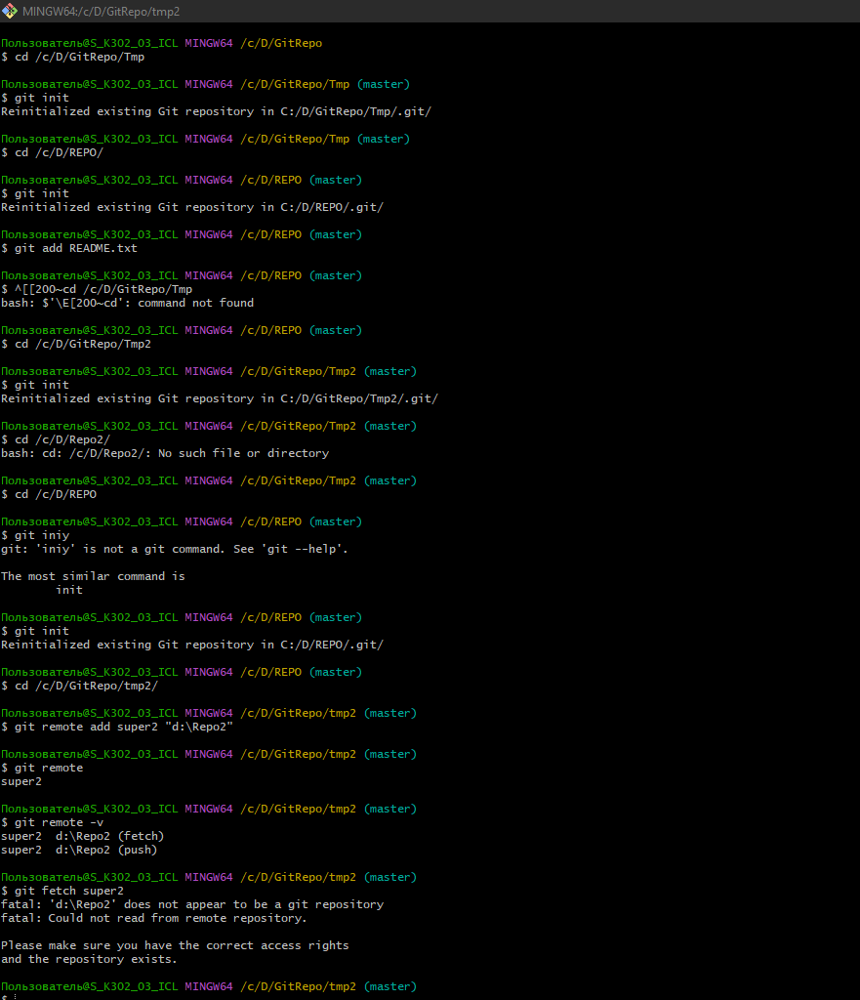 MINGW64:/c/D/GitRepo/tmp2
Пользователь@S_K302_03_ICL MINGW64 /c/D/GitRepo
$ cd /c/D/GitRepo/Tmp
Пользователь@S_K302_03_ICL MINGW64 /c/D/GitRepo/Tmp (master)
$ git init
Reinitialized existing Git repository in C:/D/GitRepo/Tmp/.git/
Пользователь@S_K302_03_ICL MINGW64 /c/D/GitRepo/Tmp (master)
$ cd /c/D/REPO/
Пользователь@S_K302_03_ICL MINGW64 /c/D/REPO (master)
$ git init
Reinitialized existing Git repository in C:/D/REPO/.git/
Пользователь@S_K302_03_ICL MINGW64 /c/D/REPO (master)
$ git add README.txt
Пользователь@S_K302_03_ICL MINGW64 /c/D/REPO (master)
$ ^[[200~cd /c/D/GitRepo/Tmp
bash: $'\E[200~cd': command not found
Пользователь@S_K302_03_ICL MINGW64 /c/D/REPO (master)
$ cd /c/D/GitRepo/Tmp2
Пользователь@S_K302_03_ICL MINGW64 /c/D/GitRepo/Tmp2 (master)
$ git init
Reinitialized existing Git repository in C:/D/GitRepo/Tmp2/.git/
Пользователь@S_K302_03_ICL MINGW64 /c/D/GitRepo/Tmp2 (master)
$ cd /c/D/Repo2/
bash: cd: /c/D/Repo2/: No such file or directory
Пользователь@S_K302_03_ICL MINGW64 /c/D/GitRepo/Tmp2 (master)
$ cd /c/D/REPO
Пользователь@S_K302_03_ICL MINGW64 /c/D/REPO (master)
$ git iniy
git: 'iniy' is not a git command. See 'git --help'.
The most similar command is
init
Пользователь@S_K302_03_ICL MINGW64 /c/D/REPO (master)
$ git init
Reinitialized existing Git repository in C:/D/REPO/.git/
Пользователь@S_K302_03_ICL MINGW64 /c/D/REPO (master)
$ cd /c/D/GitRepo/tmp2/
Пользователь@S_K302_03_ICL MINGW64 /c/D/GitRepo/tmp2 (master)
$ git remote add super2 "d:\Repo2"
Пользователь@S_K302_03_ICL MINGW64 /c/D/GitRepo/tmp2 (master)
$ git remote
super2
Пользователь@S_K302_03_ICL MINGW64 /c/D/GitRepo/tmp2 (master)
$ git remote -v
super2 d:\Repo2 (fetch)
super2 d:\Repo2 (push)
Пользователь@S_K302_03_ICL MINGW64 /c/D/GitRepo/tmp2 (master)
$ git fetch super2
fatal: 'd:\Repo2' does not appear to be a git repository
fatal: Could not read from remote repository.
Please make sure you have the correct access rights
and the repository exists.
Пользователь@S_K302_03_ICL MINGW64 /c/D/GitRepo/tmp2 (master)
$